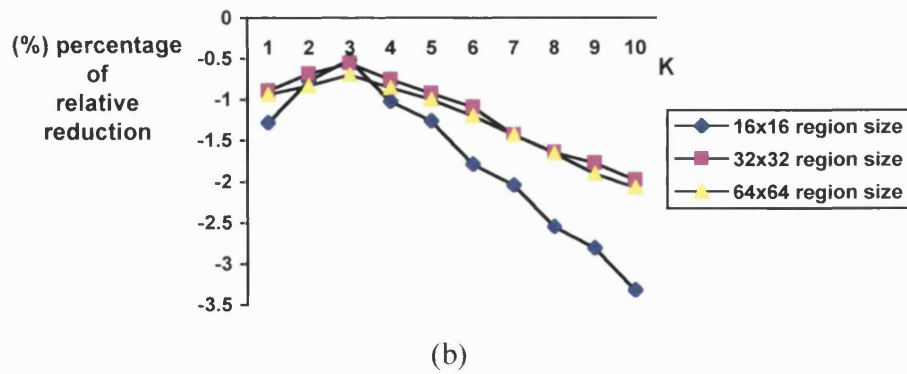 (%) percentage
of
relative
reduction
0
-0.5
-1
-1.5
-2
-2.5
-3
-3.5
1 2 3 4 5 6 7 8 9 10
K
16x16 region size
32x32 region size
64x64 region size
(b)